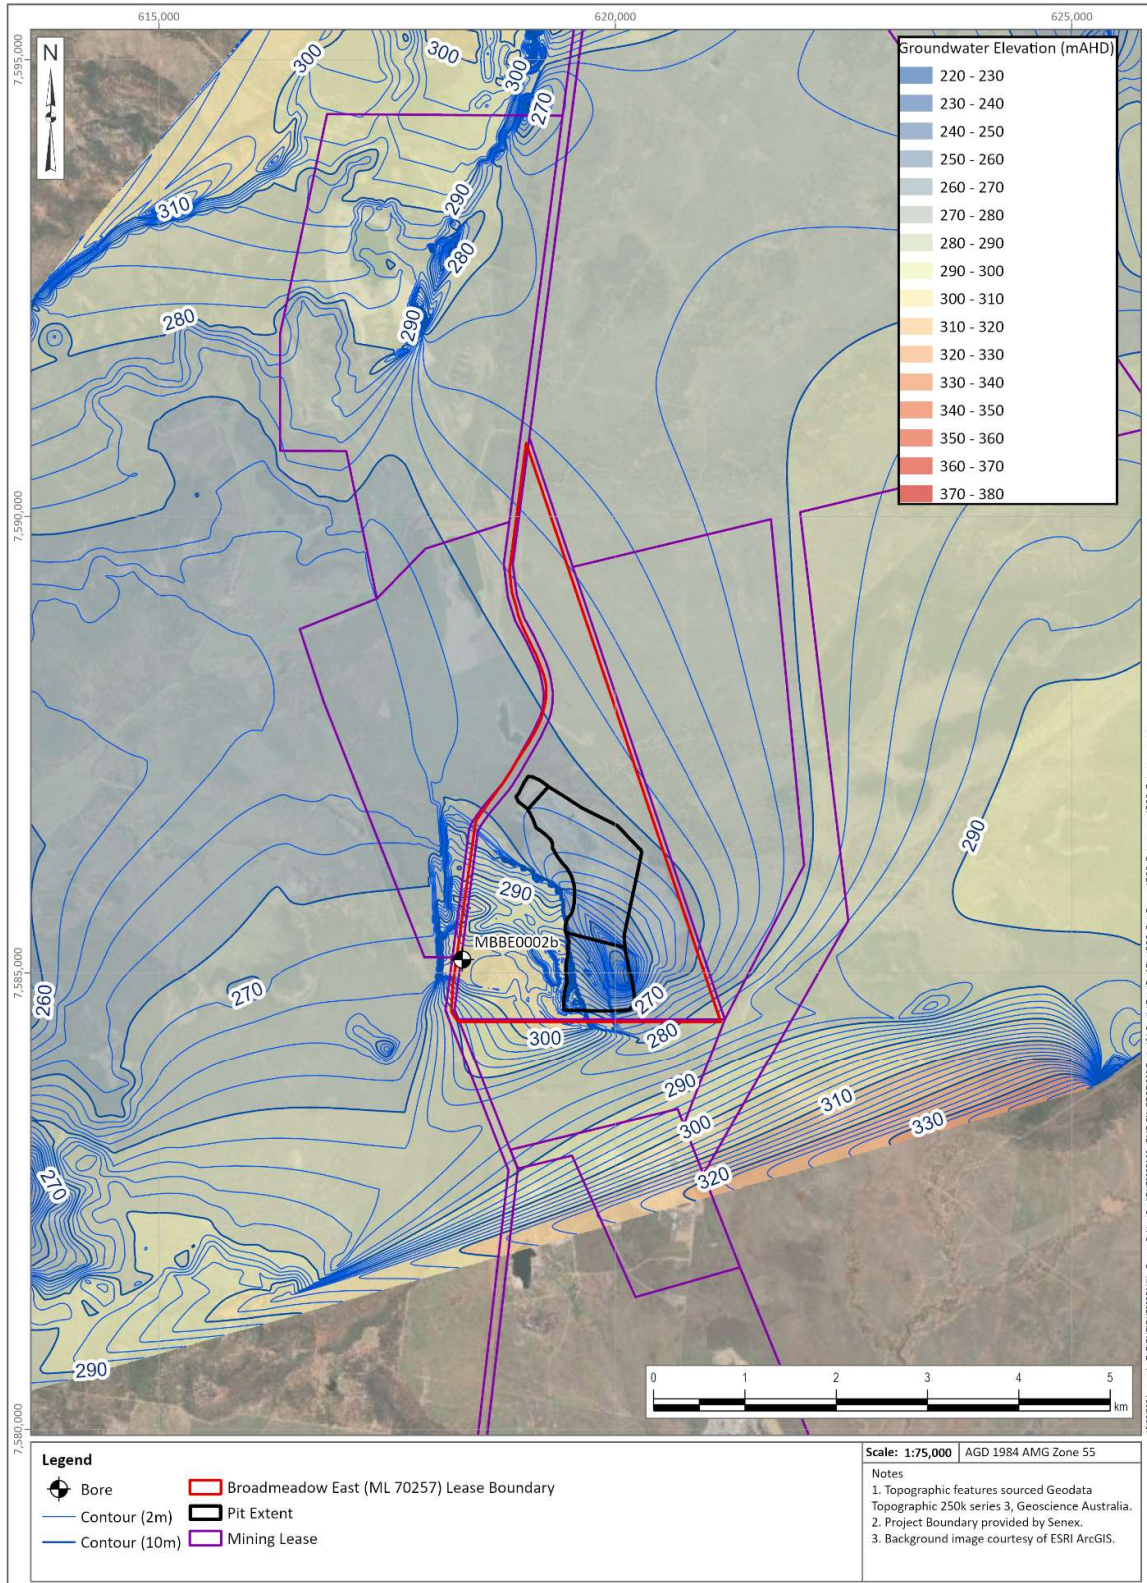 615,000
620,000
625,000
7,595,000
7,590,000
7,585,000
7,580,000
N
Groundwater Elevation (mAHD)
220 - 230
230 - 240
240 - 250
250 - 260
260 - 270
270 - 280
280 - 290
290 - 300
300 - 310
310 - 320
320 - 330
330 - 340
340 - 350
350 - 360
360 - 370
370 - 380
300
300
300
270
310
290
280
290
280
290
290
MBBE0002b
270
260
270
300
280
290
310
300
330
320
270
290
0 1 2 3 4 5
km
Legend
Bore
Contour (2m)
Contour (10m)
Broadmeadow East (ML 70257) Lease Boundary
Pit Extent
Mining Lease
Scale: 1:75,000
AGD 1984 AMG Zone 55
Notes
1. Topographic features sourced Geodata
Topographic 250k series 3, Geoscience Australia.
2. Project Boundary provided by Senex.
3. Background image courtesy of ESRI ArcGIS.